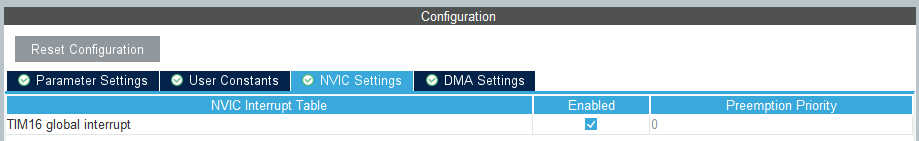 Configuration
Reset Configuration
Parameter Settings User Constants NVIC Settings DMA Settings
NVIC Interrupt Table Enabled Preemption Priority
TIM16 global interrupt 0